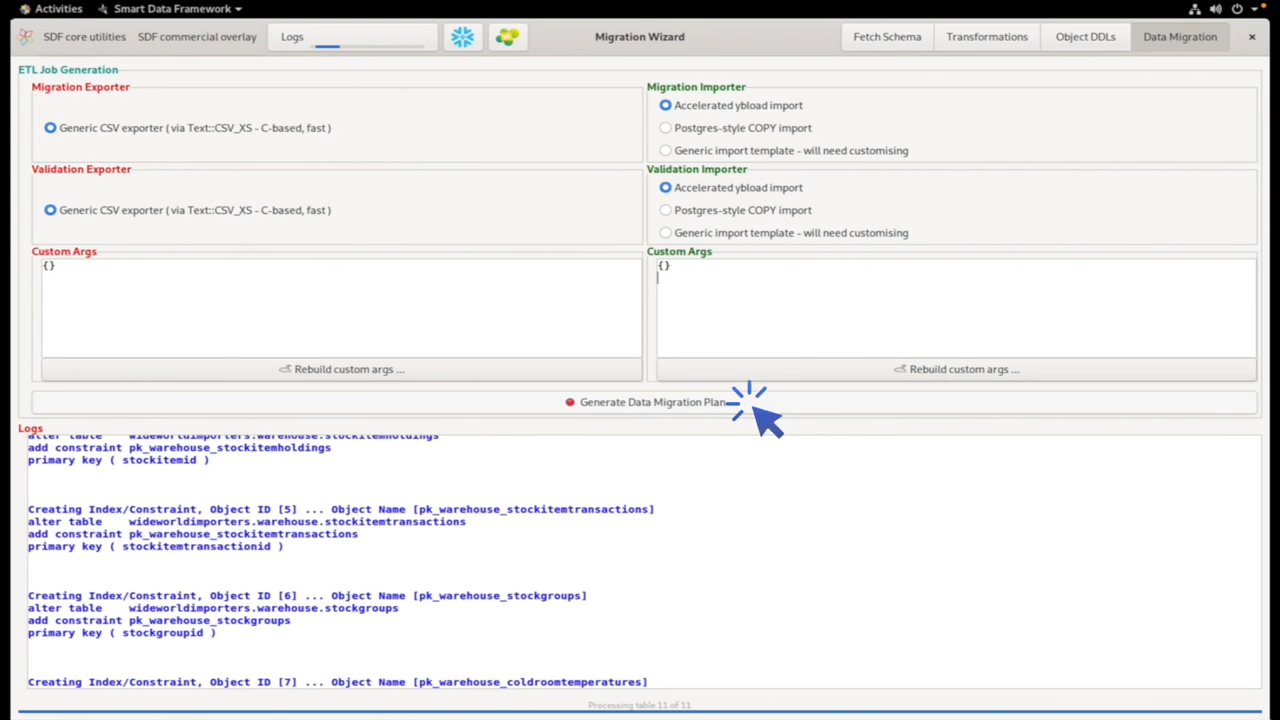 Activities Smart Data Framework
SDF core utilities SDF commercial overlay Logs Migration Wizard Fetch Schema Transformations Object DDLs Data Migration ×
ETL Job Generation
Migration Exporter
Generic CSV exporter ( via Text::CSV_XS - C-based, fast )
Migration Importer
Accelerated ybload import
Postgres-style COPY import
Generic import template - will need customising
Validation Exporter
Generic CSV exporter ( via Text::CSV_XS - C-based, fast )
Validation Importer
Accelerated ybload import
Postgres-style COPY import
Generic import template - will need customising
Custom Args
{}
Rebuild custom args ...
Custom Args
{}
Rebuild custom args ...
Generate Data Migration Plan
Logs
alter table    wideworldimporters.warehouse.stockitemholdings
add constraint pk_warehouse_stockitemholdings
primary key ( stockitemid )
Creating Index/Constraint, Object ID [5] ... Object Name [pk_warehouse_stockitemtransactions]
alter table    wideworldimporters.warehouse.stockitemtransactions
add constraint pk_warehouse_stockitemtransactions
primary key ( stockitemtransactionid )
Creating Index/Constraint, Object ID [6] ... Object Name [pk_warehouse_stockgroups]
alter table    wideworldimporters.warehouse.stockgroups
add constraint pk_warehouse_stockgroups
primary key ( stockgroupid )
Creating Index/Constraint, Object ID [7] ... Object Name [pk_warehouse_coldroomtemperatures]
Processing table 11 of 11